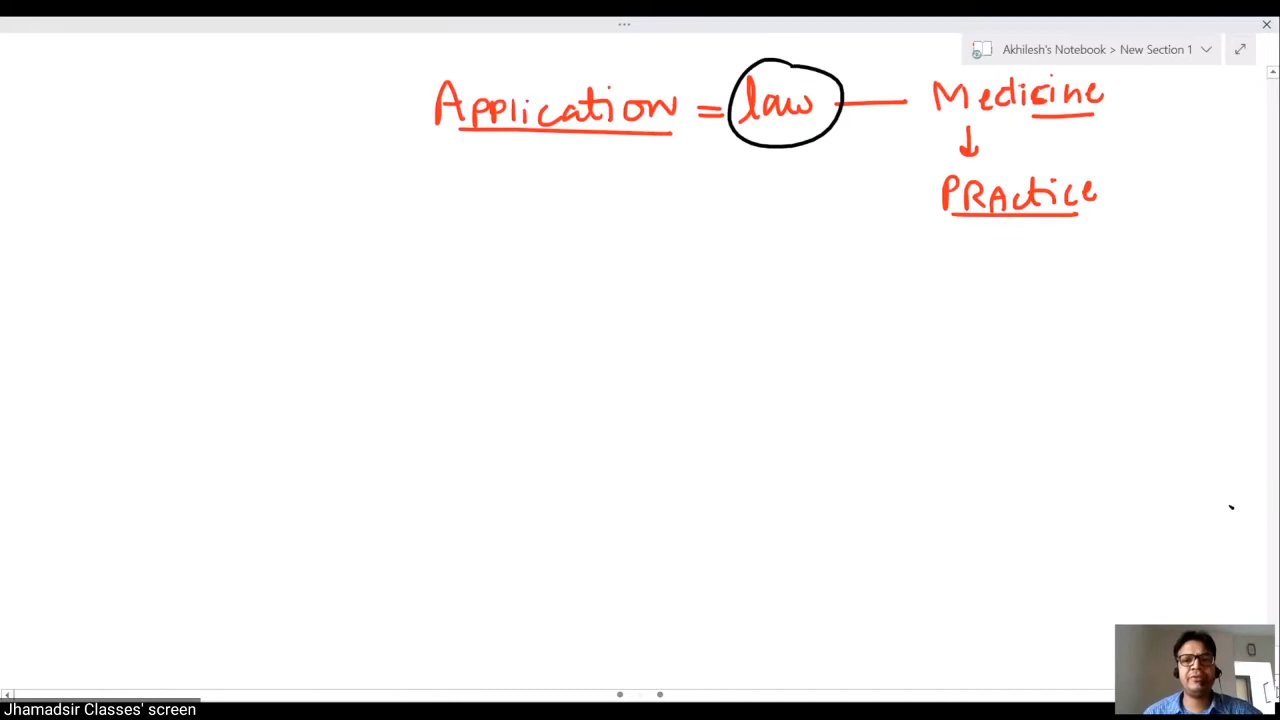 Akhilesh's Notebook > New Section 1
Application = law — Medicine
↓
PRActice
Jhamadsir Classes' screen